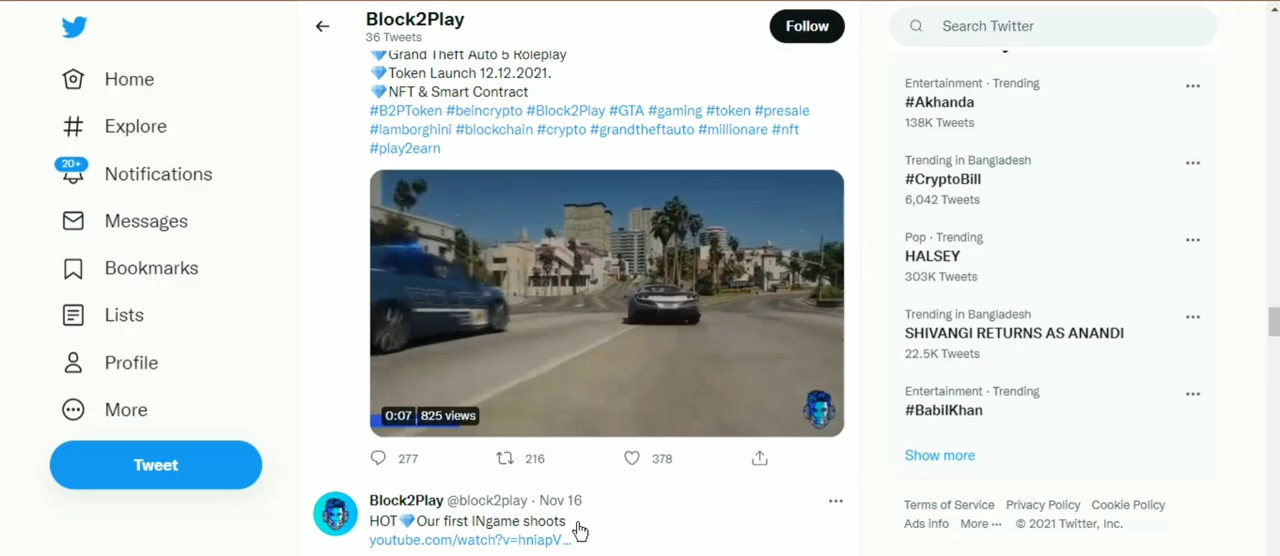 Block2Play
36 Tweets
Follow
Search Twitter
Home
Explore
20+
Notifications
Messages
Bookmarks
Lists
Profile
More
Tweet
💎Grand Theft Auto 5 Roleplay
💎Token Launch 12.12.2021.
💎NFT & Smart Contract
#B2PToken #beincrypto #Block2Play #GTA #gaming #token #presale
#lamborghini #blockchain #crypto #grandtheftauto #millionare #nft
#play2earn
0:07 825 views
277 216 378
Block2Play @block2play · Nov 16
HOT💎Our first INgame shoots
youtube.com/watch?v=hniapV...
Entertainment · Trending
#Akhanda
138K Tweets
Trending in Bangladesh
#CryptoBill
6,042 Tweets
Pop · Trending
HALSEY
303K Tweets
Trending in Bangladesh
SHIVANGI RETURNS AS ANANDI
22.5K Tweets
Entertainment · Trending
#BabilKhan
Show more
Terms of Service Privacy Policy Cookie Policy
Ads info More ··· © 2021 Twitter, Inc.